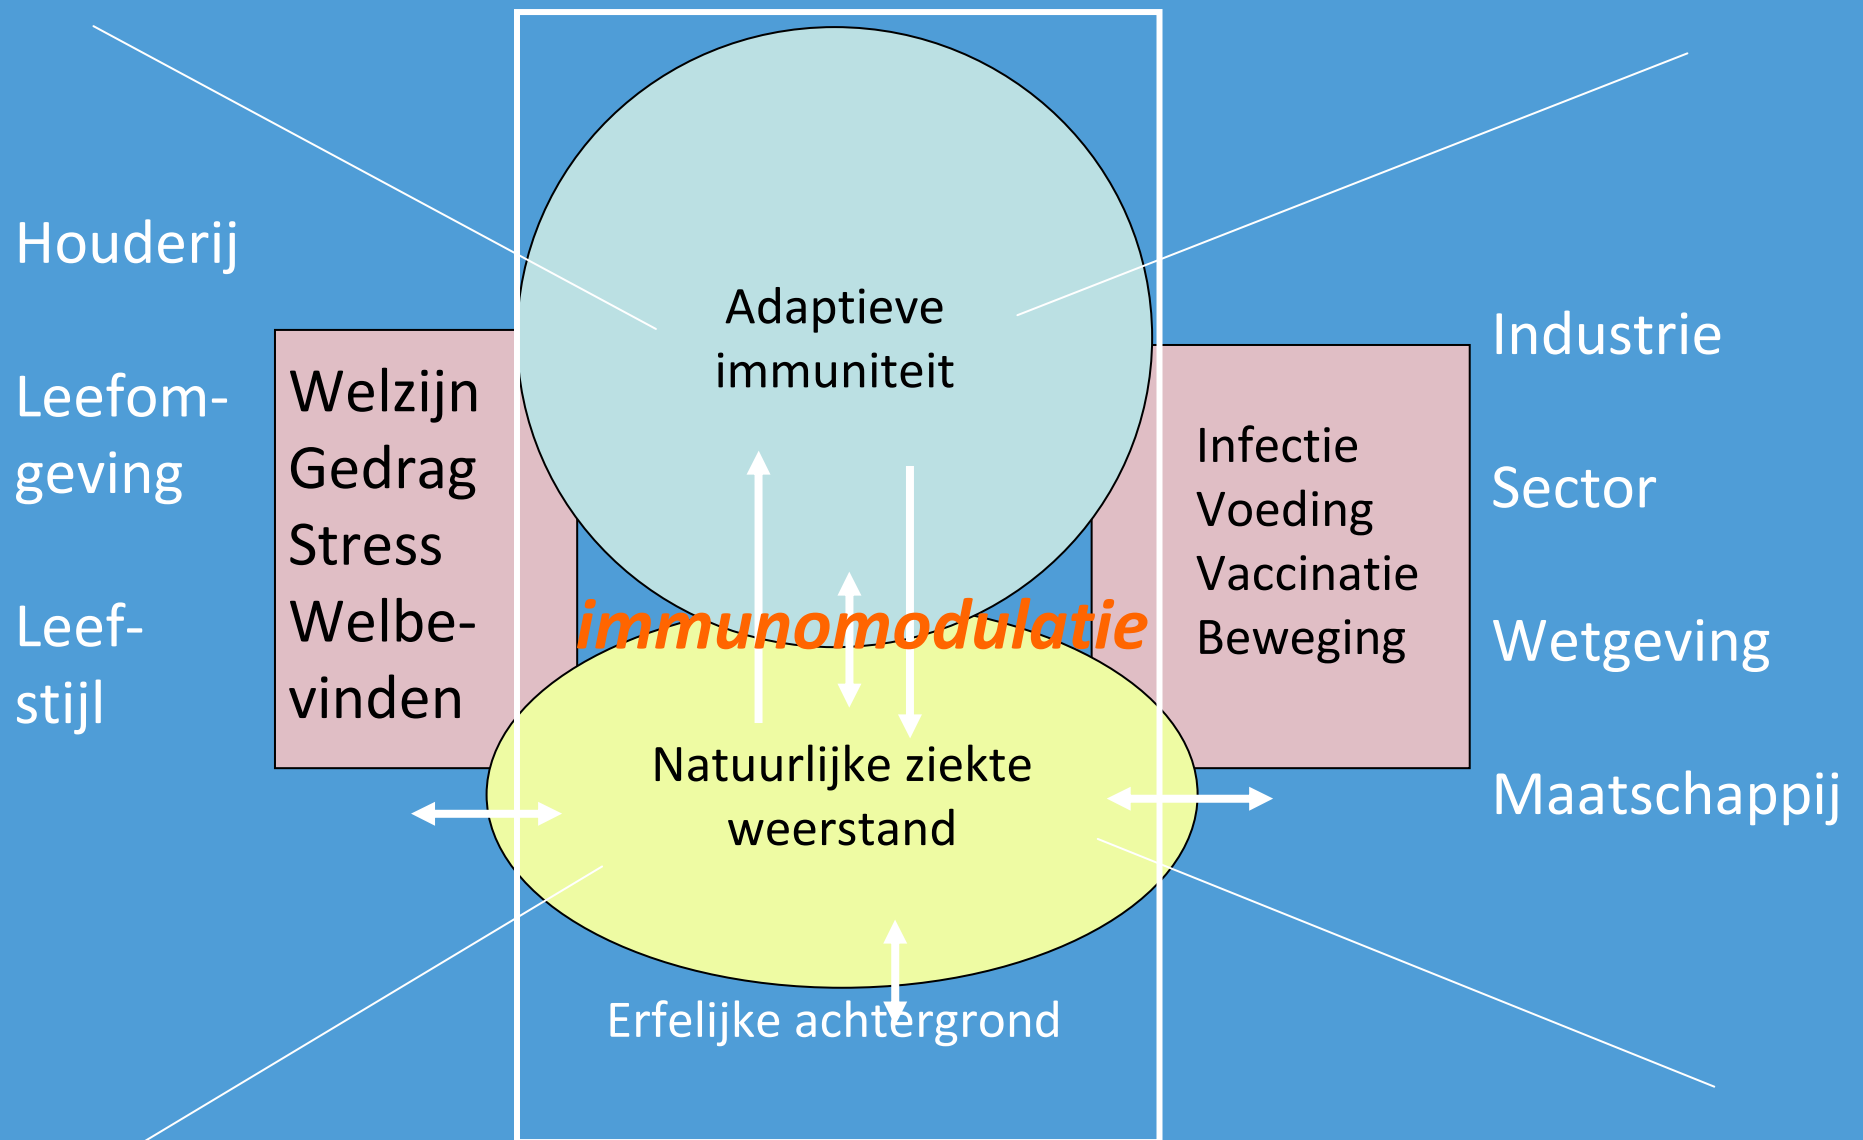 Houderij
Leefom-
geving
Leef-
stijl
Welzijn
Gedrag
Stress
Welbe-
vinden
Adaptieve
immuniteit
immunomodulatie
Natuurlijke ziekte
weerstand
Erfelijke achtergrond
Infectie
Voeding
Vaccinatie
Beweging
Industrie
Sector
Wetgeving
Maatschappij